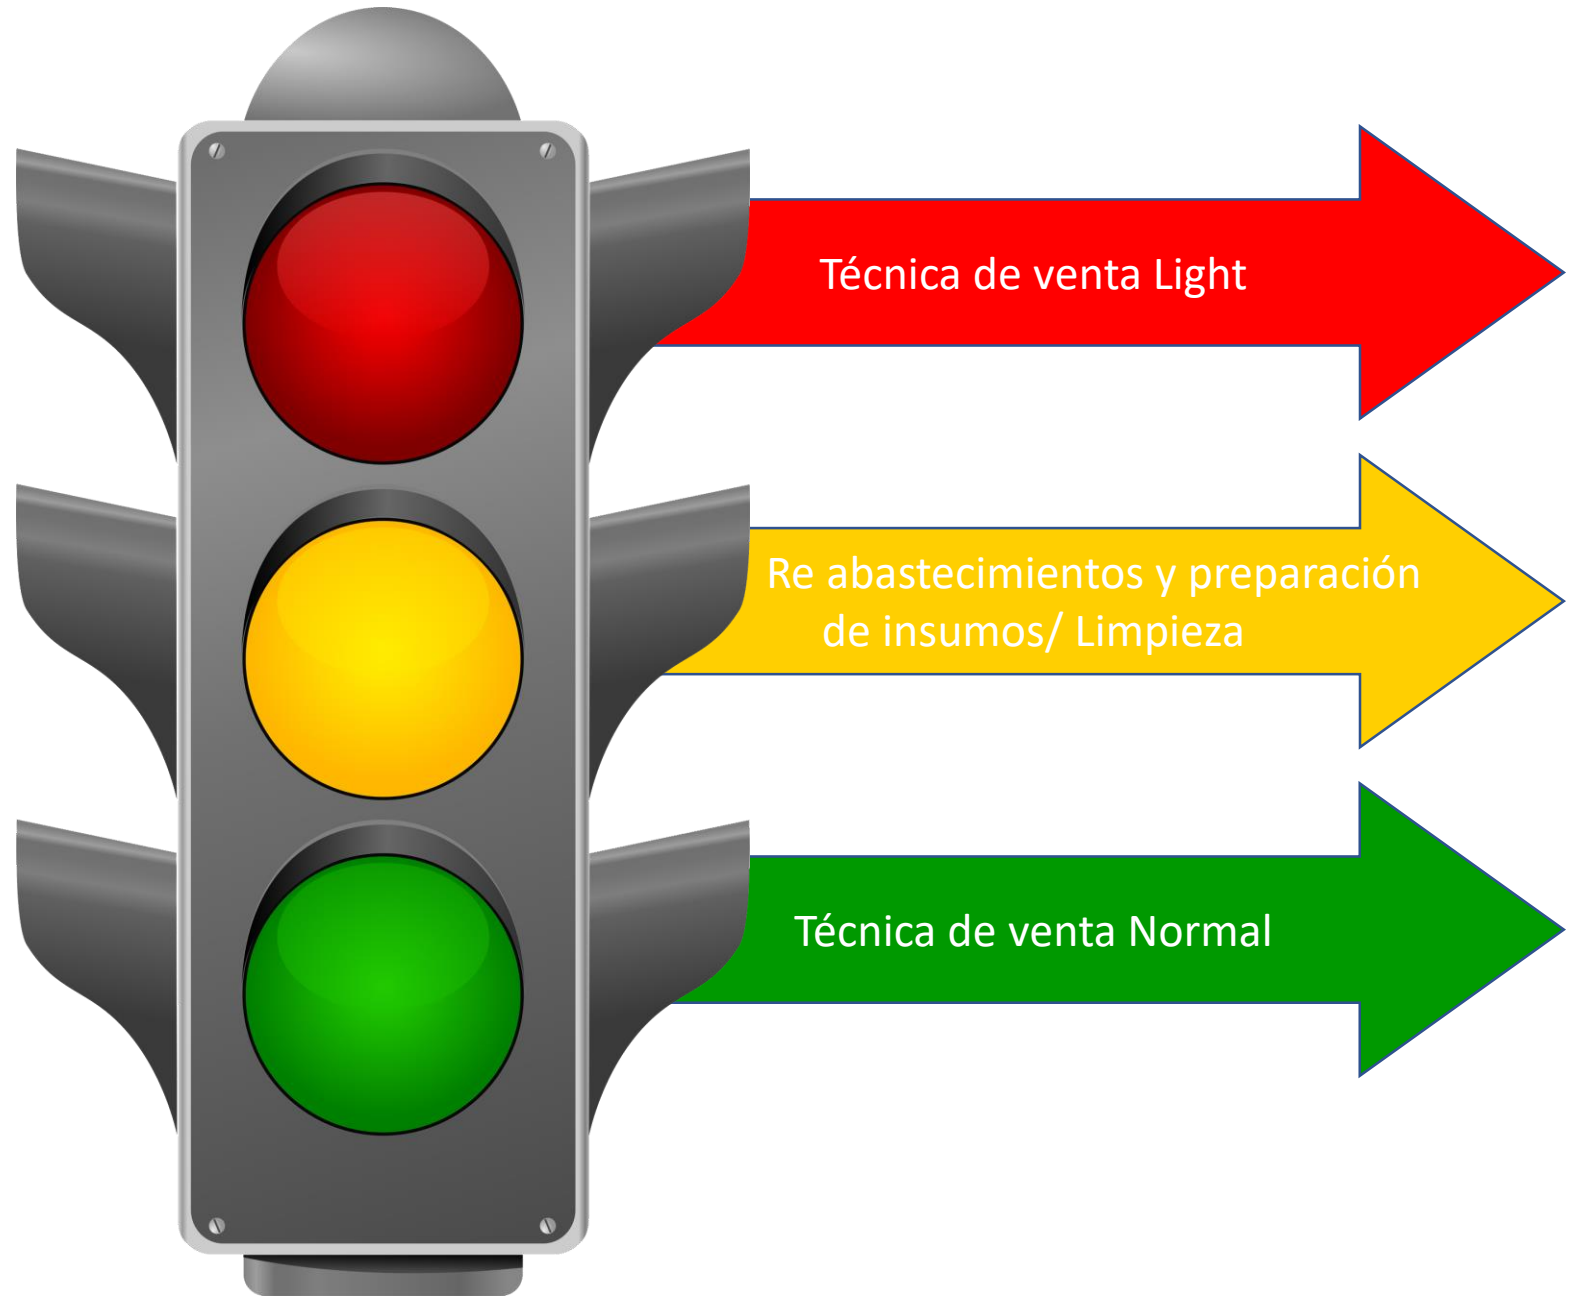 Técnica de venta Light
Re abastecimientos y preparación
de insumos/ Limpieza
Técnica de venta Normal